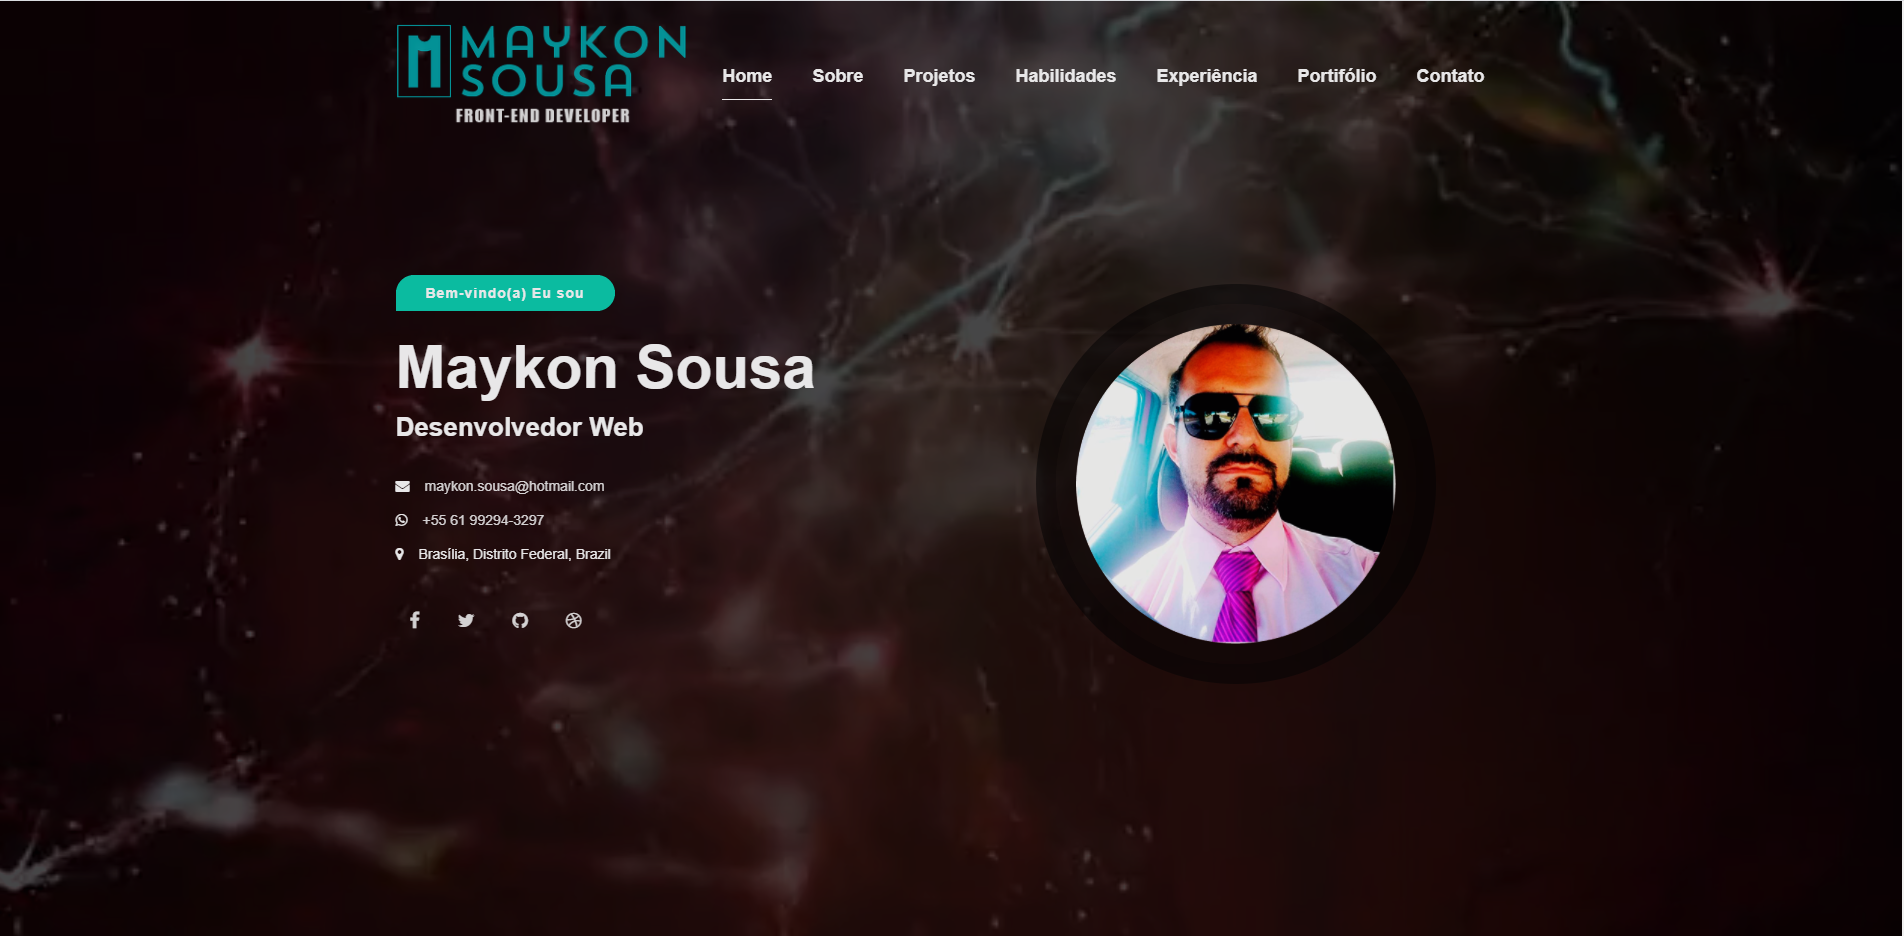 MAYKON
SOUSA
FRONT-END DEVELOPER
Home Sobre Projetos Habilidades Experiência Portifólio Contato
Bem-vindo(a) Eu sou
Maykon Sousa
Desenvolvedor Web
maykon.sousa@hotmail.com
+55 61 99294-3297
Brasília, Distrito Federal, Brazil